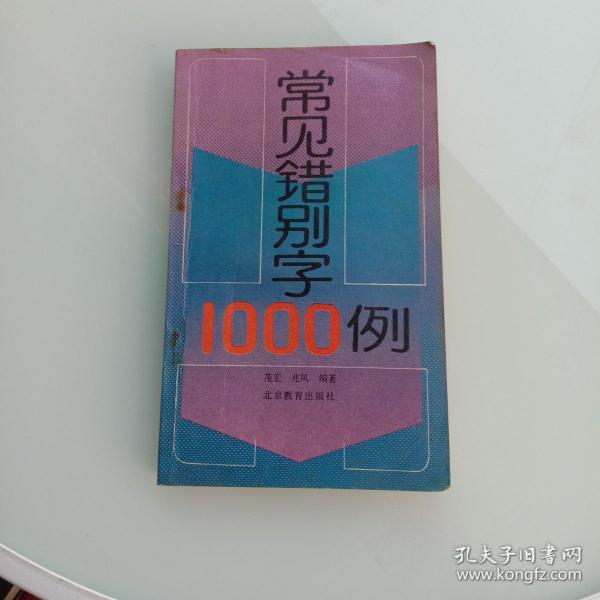 常见错别字
1000例
茂宏 兆凤 编著
北京教育出版社
孔夫子旧书网
www.kongfz.com